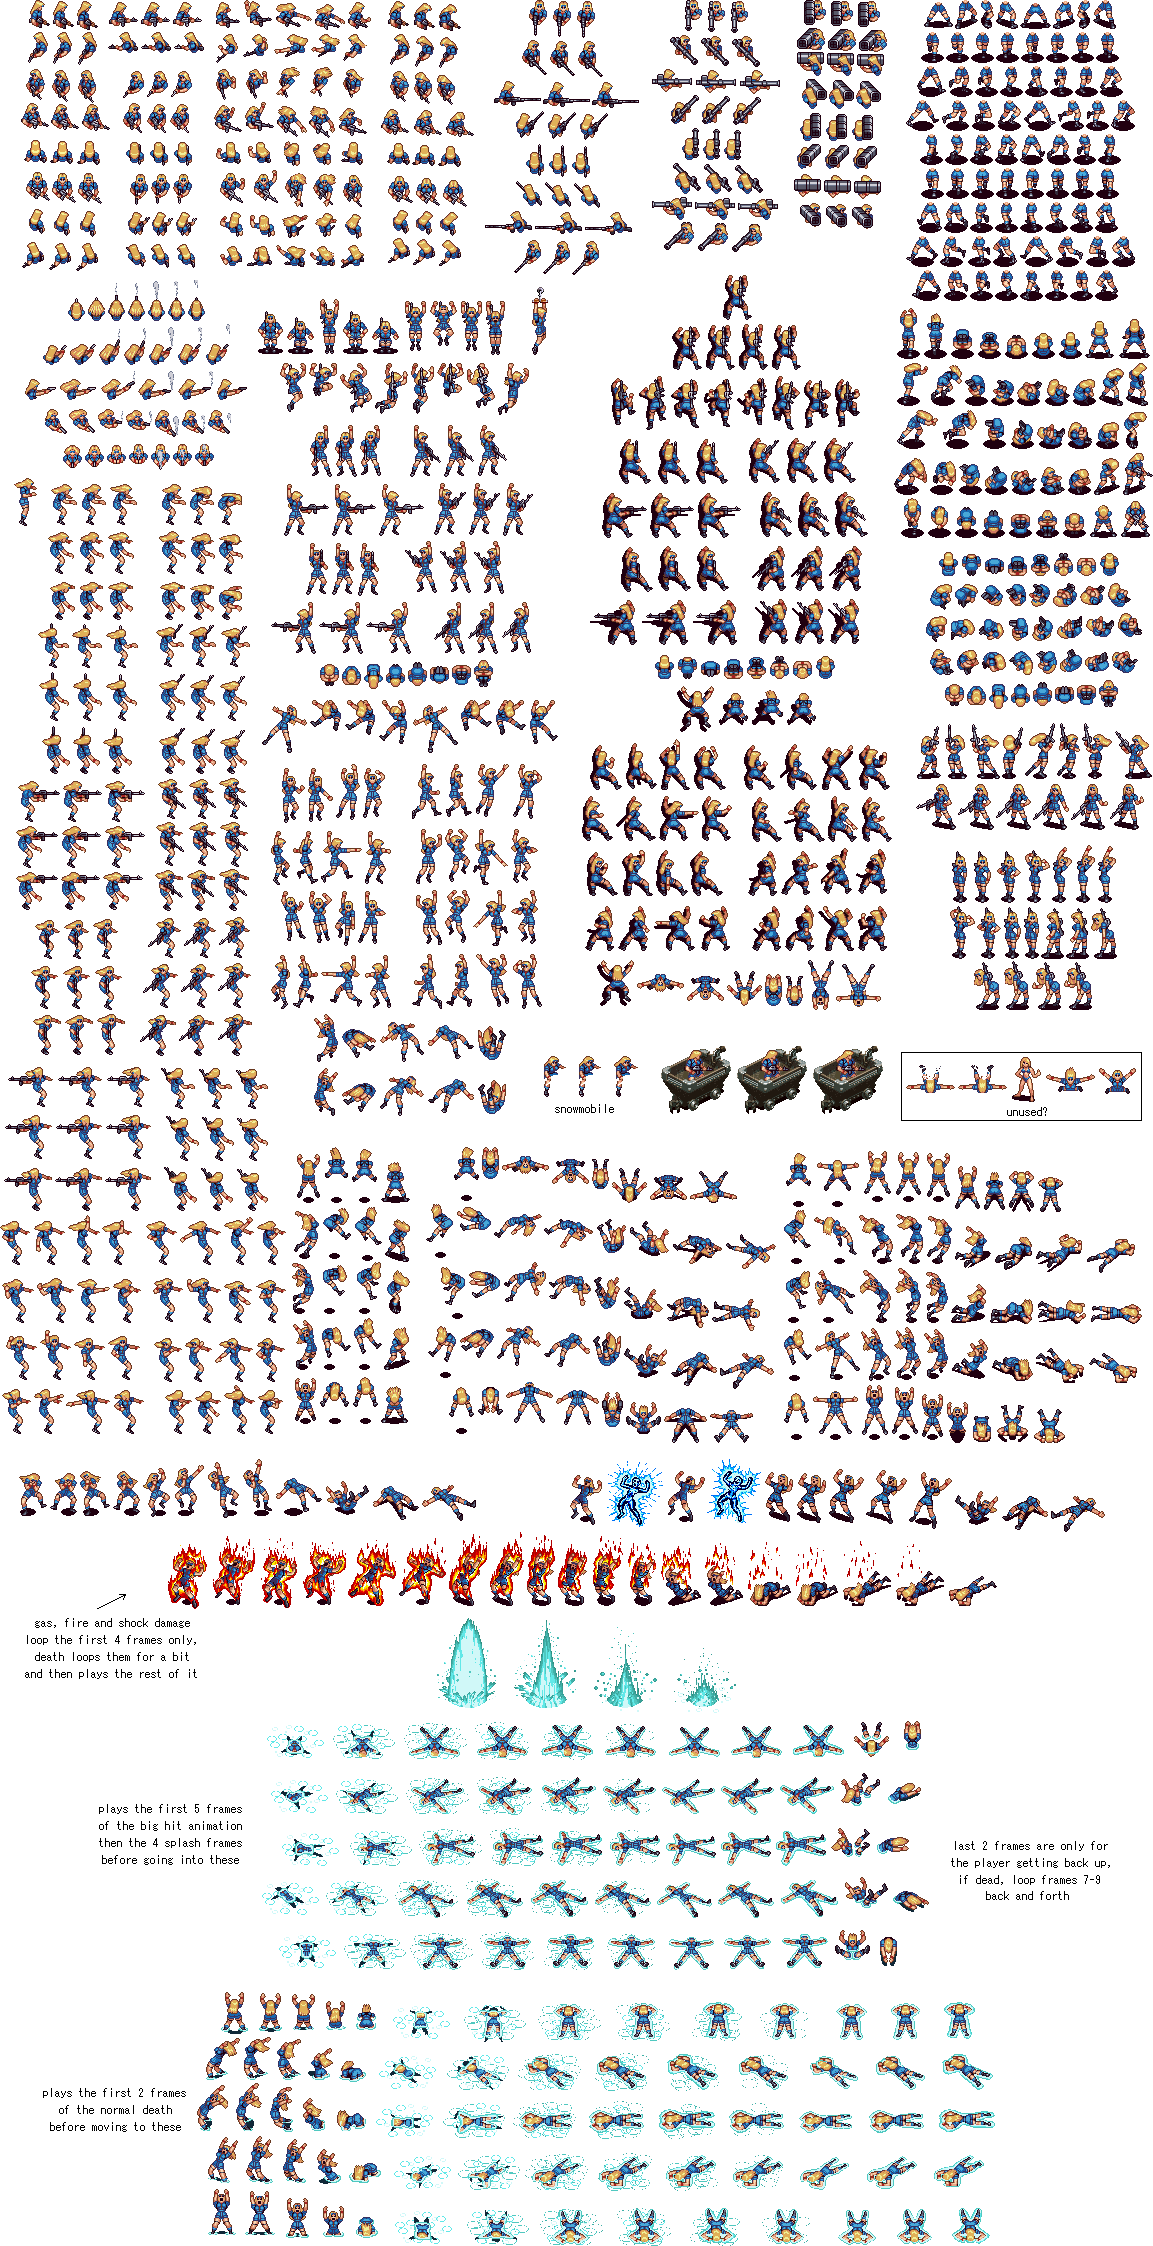 snowmobile
unused?
gas, fire and shock damage
loop the first 4 frames only,
death loops them for a bit
and then plays the rest of it
plays the first 5 frames
of the big hit animation
then the 4 splash frames
before going into these
last 2 frames are only for
the player getting back up,
if dead, loop frames 7-9
back and forth
plays the first 2 frames
of the normal death
before moving to these